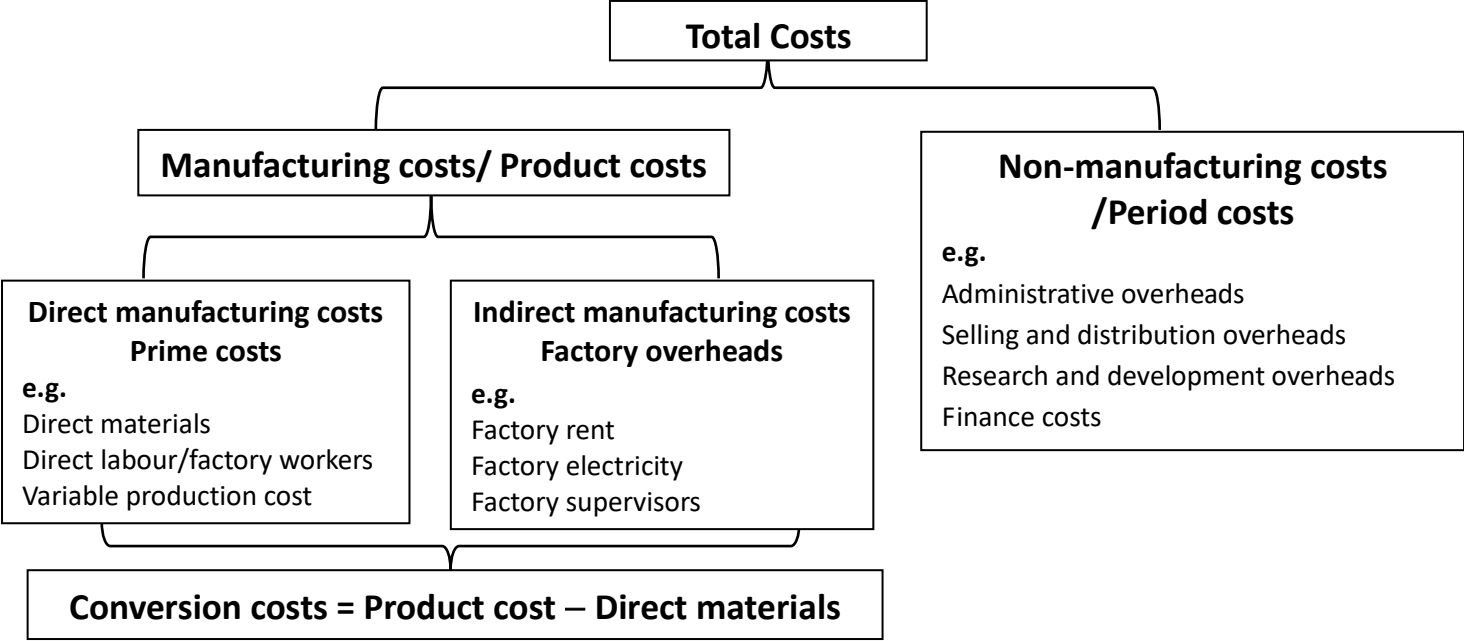 Total Costs
Manufacturing costs/ Product costs
Non-manufacturing costs
/Period costs
e.g.
Administrative overheads
Selling and distribution overheads
Research and development overheads
Finance costs
Direct manufacturing costs
Prime costs
e.g.
Direct materials
Direct labour/factory workers
Variable production cost
Indirect manufacturing costs
Factory overheads
e.g.
Factory rent
Factory electricity
Factory supervisors
Conversion costs = Product cost – Direct materials